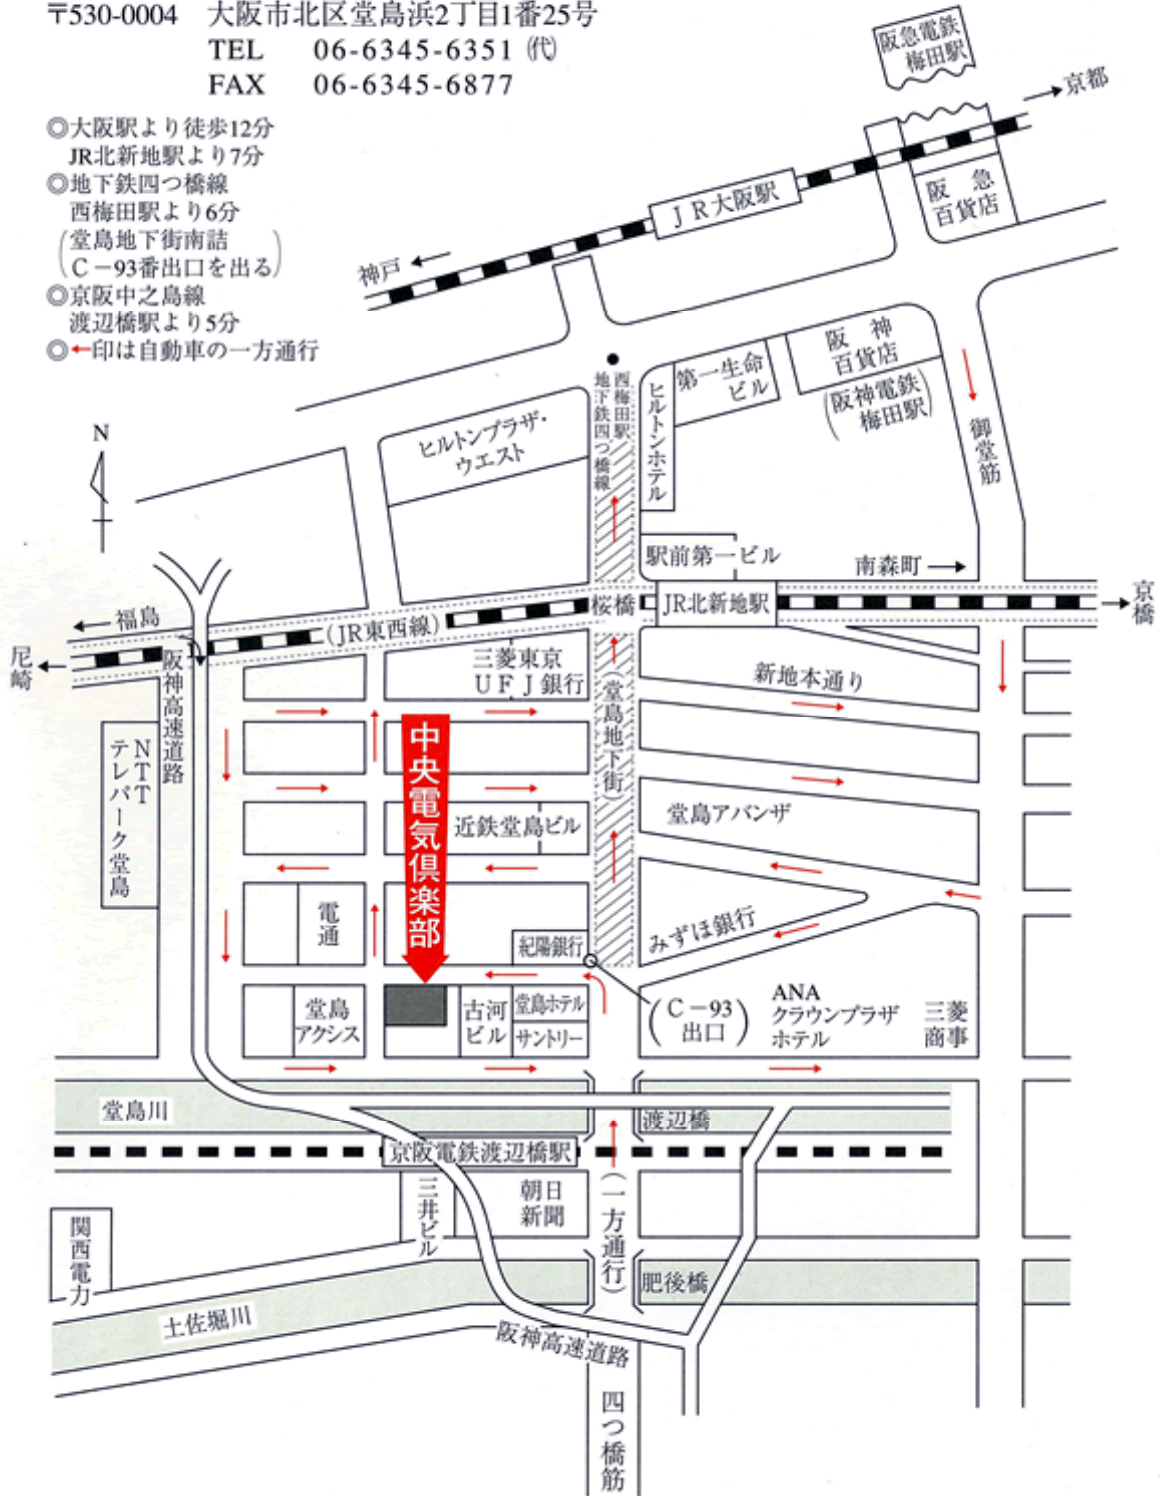 〒530-0004 大阪市北区堂島浜2丁目1番25号
TEL 06-6345-6351 ㈹
FAX 06-6345-6877
◎大阪駅より徒歩12分
JR北新地駅より7分
◎地下鉄四つ橋線
西梅田駅より6分
(堂島地下街南詰
C-93番出口を出る)
◎京阪中之島線
渡辺橋駅より5分
◎←印は自動車の一方通行
阪急電鉄
梅田駅
→京都
JR大阪駅
阪急
百貨店
神戸←
阪神
百貨店
(阪神電鉄
梅田駅)
第一生命
ビル
ヒルトンホテル
西梅田駅
地下鉄四つ橋線
ヒルトンプラザ・
ウエスト
御堂筋
N
駅前第一ビル
南森町→
←福島
(JR東西線)
桜橋
JR北新地駅
→京橋
尼崎←
阪神高速道路
三菱東京
UFJ銀行
新地本通り
(堂島地下街)
NTT
テレパーク堂島
中央電気倶楽部
近鉄堂島ビル
堂島アバンザ
電通
紀陽銀行
みずほ銀行
堂島
アクシス
古河
ビル
堂島ホテル
サントリー
(C-93
出口)
ANA
クラウンプラザ
ホテル
三菱
商事
堂島川
渡辺橋
京阪電鉄渡辺橋駅
三井ビル
朝日
新聞
(一方通行)
関西電力
肥後橋
土佐堀川
阪神高速道路
四つ橋筋